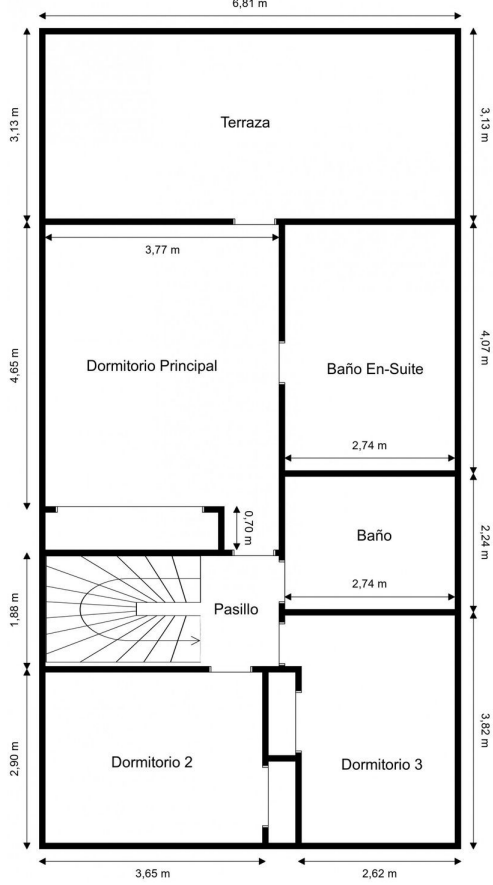 6,81 m
3,13 m
Terraza
3,13 m
3,77 m
4,65 m
Dormitorio Principal
Baño En-Suite
4,07 m
2,74 m
0,70 m
Baño
2,24 m
2,74 m
1,88 m
Pasillo
2,90 m
Dormitorio 2
Dormitorio 3
3,82 m
3,65 m
2,62 m